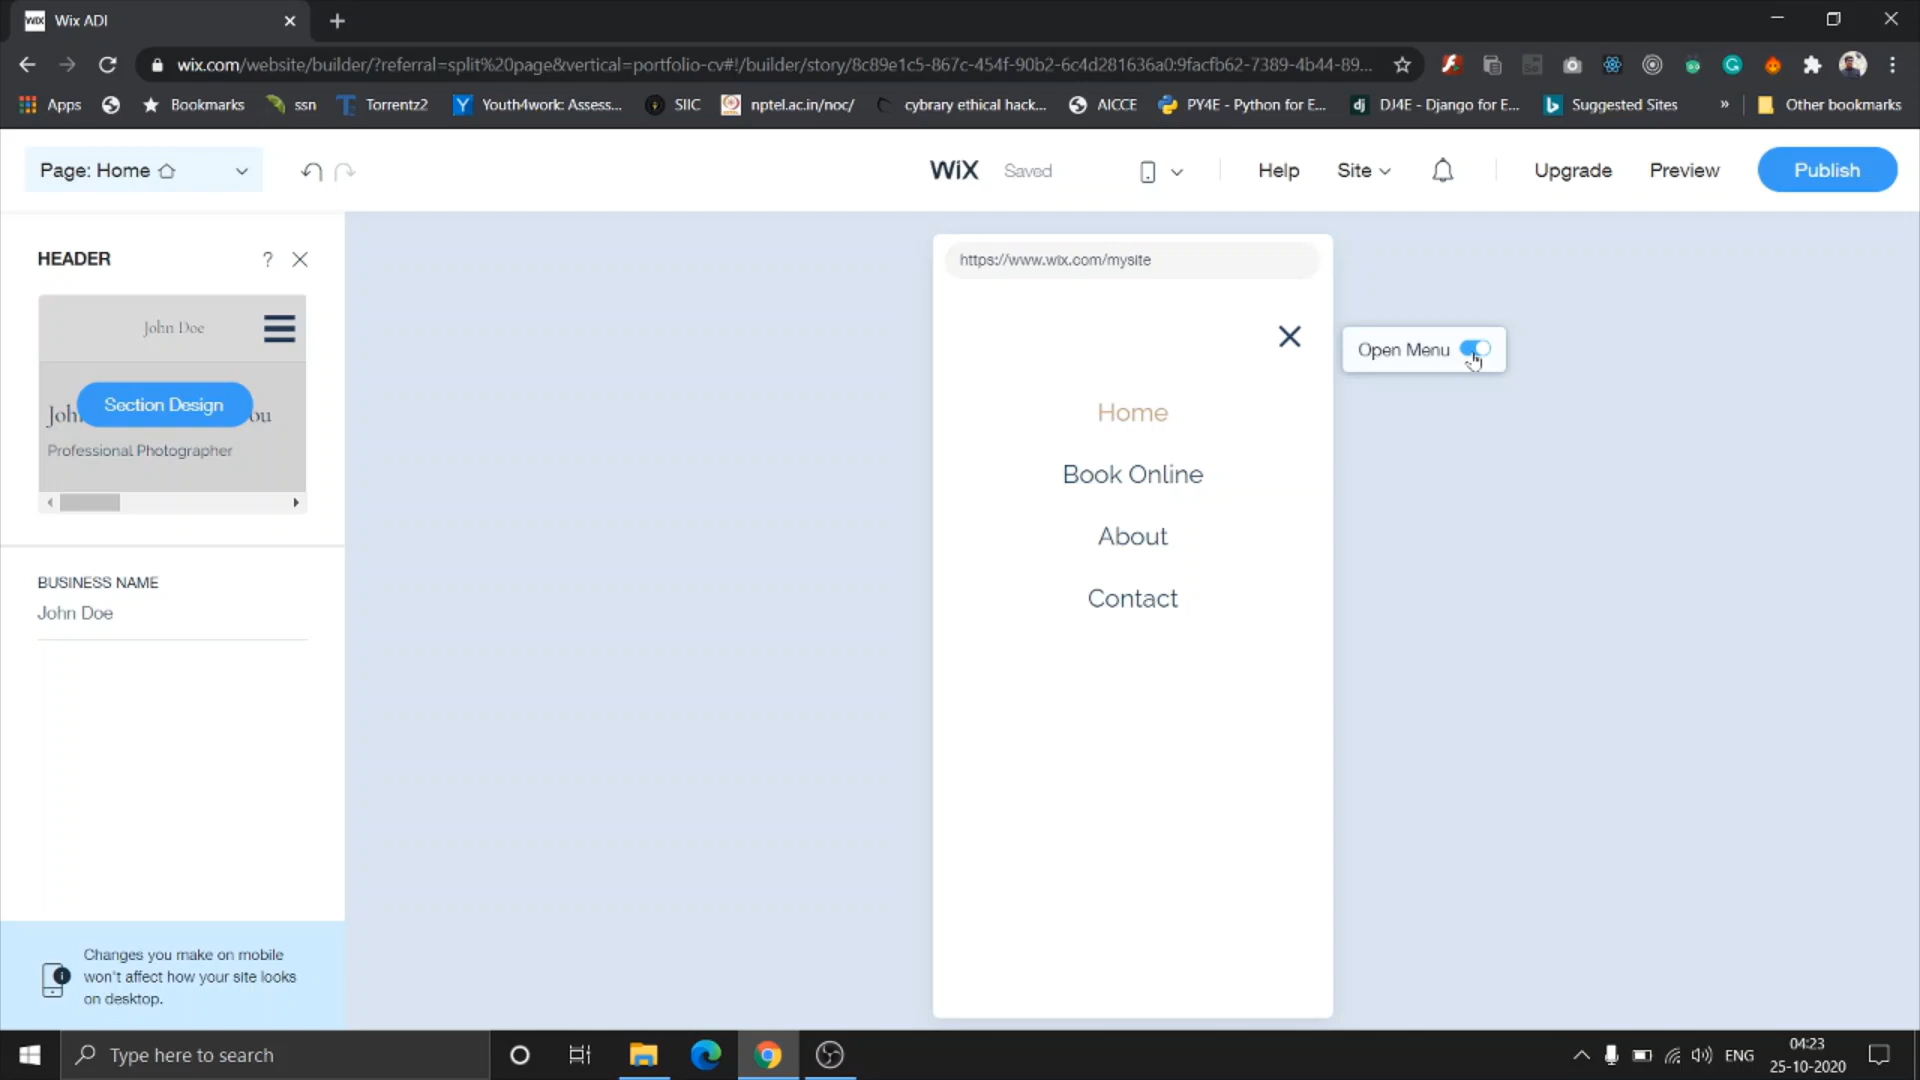 WiX Wix ADI
wix.com/website/builder/?referral=split%20page&vertical=portfolio-cv#!/builder/story/8c89e1c5-867c-454f-90b2-6c4d281636a0:9facfb62-7389-4b44-89...
Apps Bookmarks ssn Torrentz2 Youth4work: Assess... SIIC nptel.ac.in/noc/ cybrary ethical hack... AICCE PY4E - Python for E... dj DJ4E - Django for E... Suggested Sites » Other bookmarks
Page: Home WiX Saved Help Site Upgrade Preview Publish
HEADER ?
John Doe
Section Design
Joh ou
Professional Photographer
BUSINESS NAME
John Doe
Changes you make on mobile
won't affect how your site looks
on desktop.
https://www.wix.com/mysite
Open Menu
Home
Book Online
About
Contact
Type here to search
ENG
04:23
25-10-2020